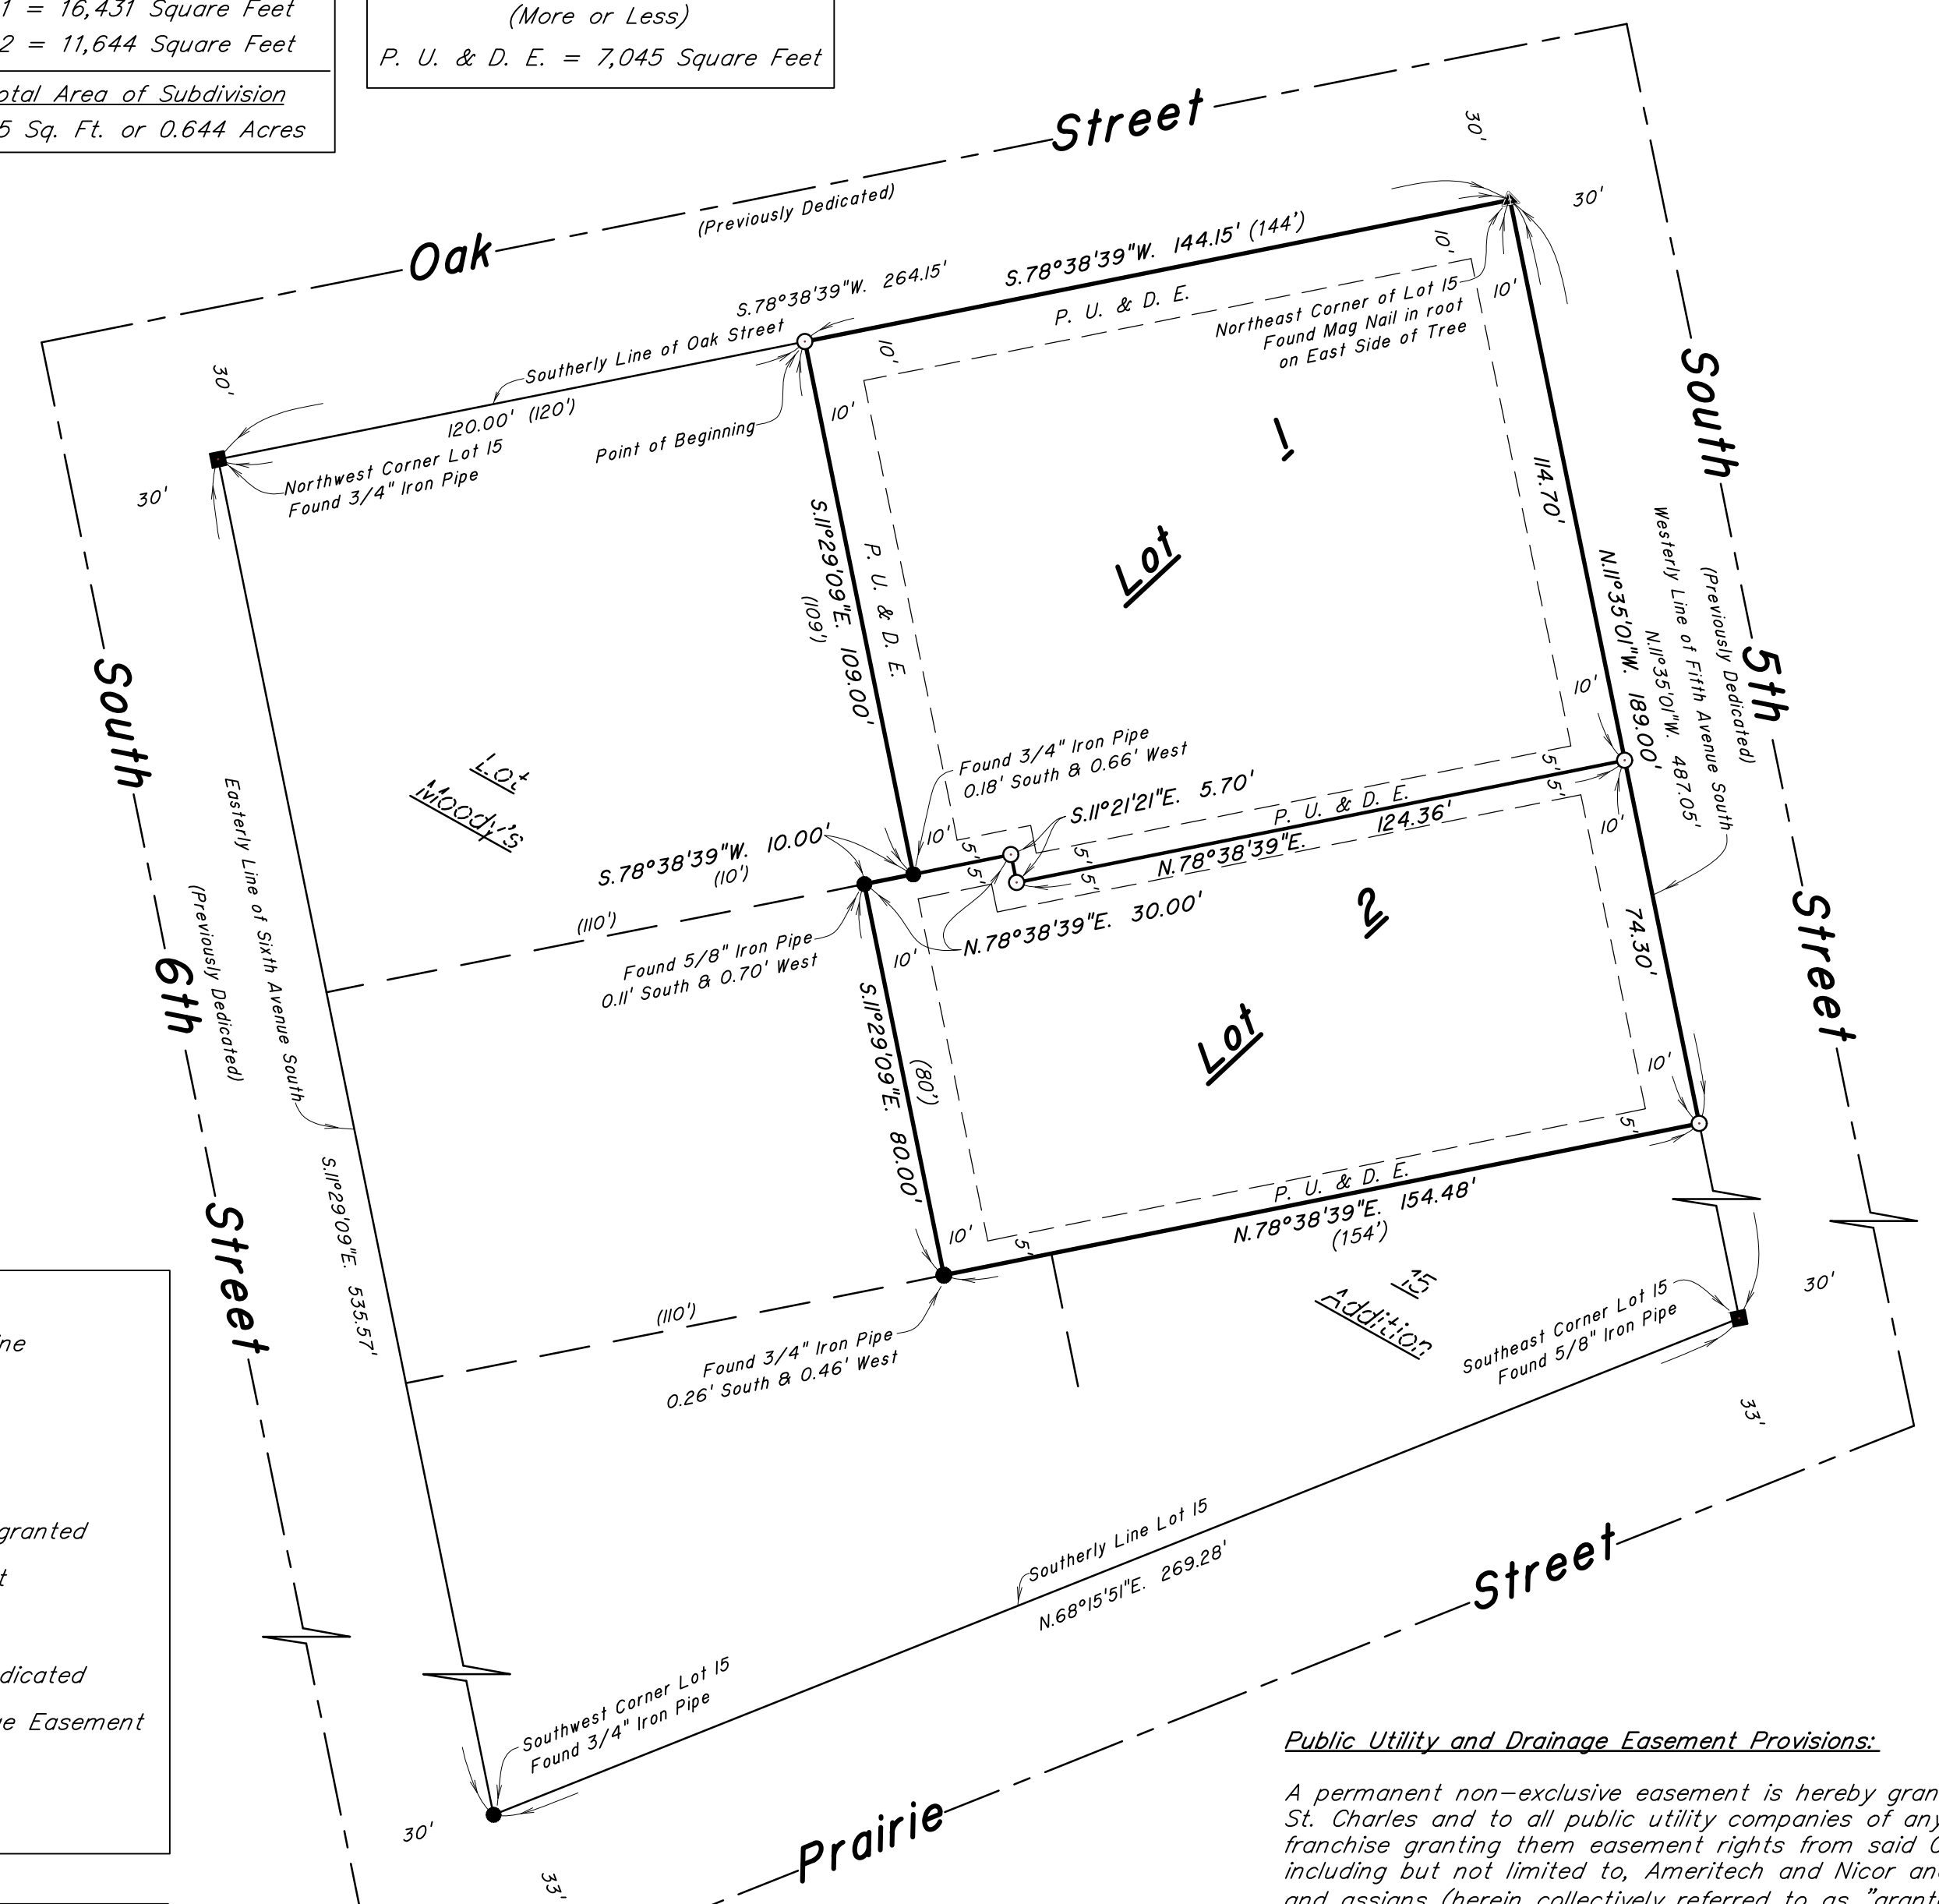 1 = 16,431 Square Feet
2 = 11,644 Square Feet
otal Area of Subdivision
5 Sq. Ft. or 0.644 Acres
(More or Less)
P. U. & D. E. = 7,045 Square Feet
Oak Street
(Previously Dedicated)
30'
30'
S.78°38'39"W. 264.15'
S.78°38'39"W. 144.15' (144')
P. U. & D. E.
10'
10'
Northeast Corner of Lot 15
Found Mag Nail in root
on East Side of Tree
Southerly Line of Oak Street
120.00' (120')
Point of Beginning
30'
30'
Northwest Corner Lot 15
Found 3/4" Iron Pipe
10'
10'
S.11°29'09"E. 109.00'
(109')
P. U. & D. E.
Lot 1
114.70'
N.11°35'01"W. 189.00'
N.11°35'01"W. 487.05'
Westerly Line of Fifth Avenue South
(Previously Dedicated)
South 5th Street
South 6th Street
(Previously Dedicated)
Easterly Line of Sixth Avenue South
S.11°29'09"E. 535.57'
Lot
Moody's
Found 3/4" Iron Pipe
0.18' South & 0.66' West
S.11°21'21"E. 5.70'
10'
5'
5'
P. U. & D. E.
N.78°38'39"E. 124.36'
10'
10'
5'
5'
5'
5'
S.78°38'39"W. 10.00'
(10')
N.78°38'39"E. 30.00'
(110')
Found 5/8" Iron Pipe
0.11' South & 0.70' West
10'
S.11°29'09"E. 80.00'
(80')
Lot 2
74.30'
10'
5'
10'
5'
P. U. & D. E.
N.78°38'39"E. 154.48'
(154')
(110')
Found 3/4" Iron Pipe
0.26' South & 0.46' West
15
Addition
Southeast Corner Lot 15
Found 5/8" Iron Pipe
30'
33'
Southerly Line Lot 15
N.68°15'51"E. 269.28'
Southwest Corner Lot 15
Found 3/4" Iron Pipe
30'
33'
Prairie Street
ine
granted
t
dicated
ge Easement
Public Utility and Drainage Easement Provisions:
A permanent non-exclusive easement is hereby gran
St. Charles and to all public utility companies of any
franchise granting them easement rights from said C
including but not limited to, Ameritech and Nicor an
and assigns (herein collectively referred to as "grant